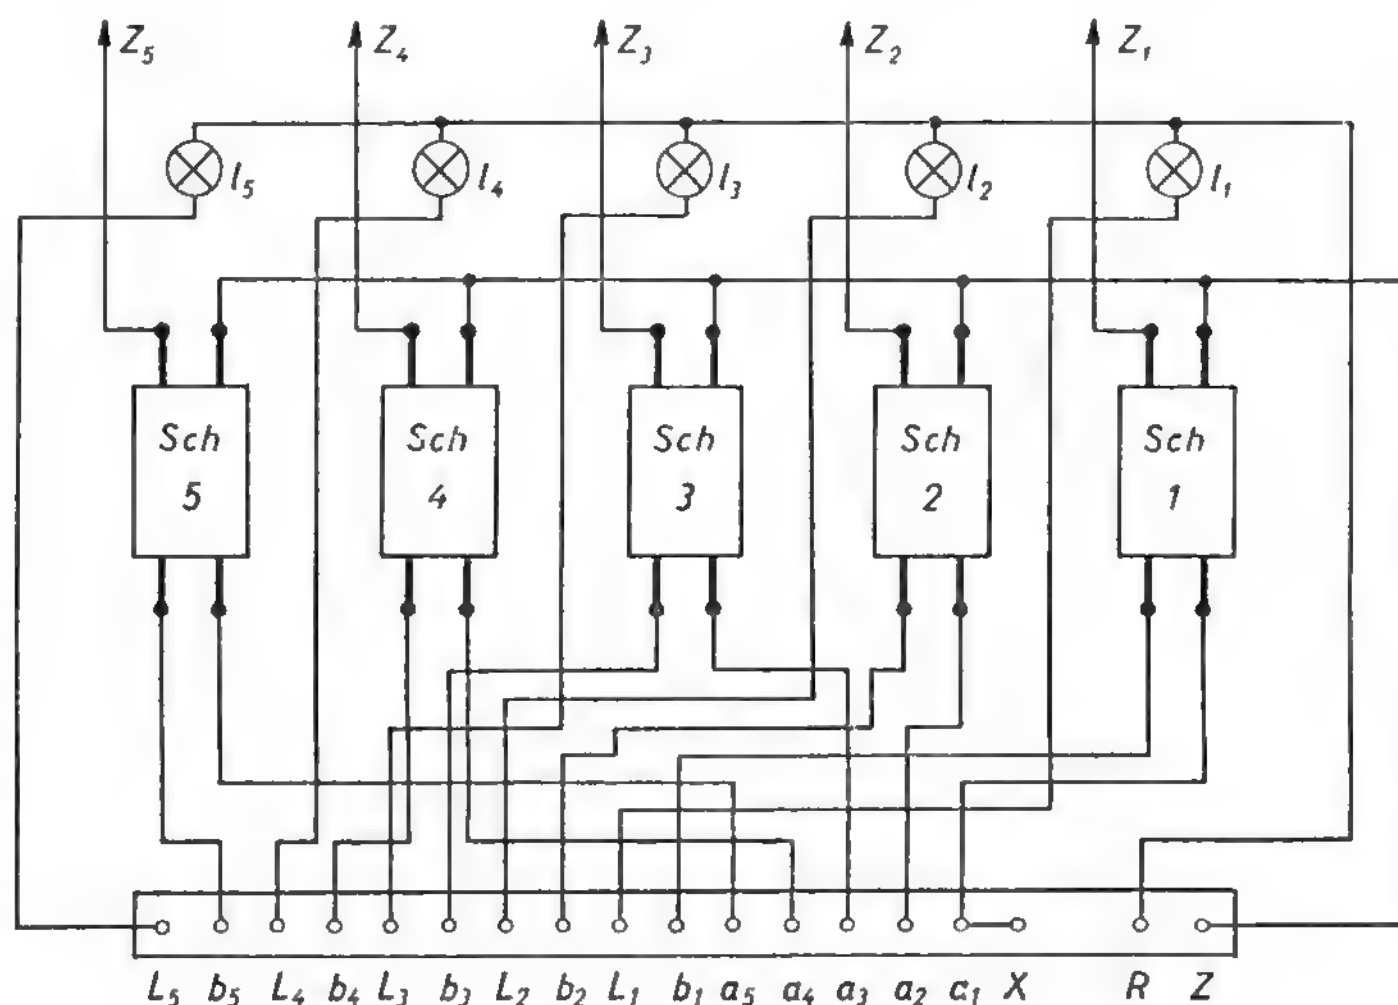 Z₅ Z₄ Z₃ Z₂ Z₁
l₅ l₄ l₃ l₂ l₁
Sch Sch Sch Sch Sch
5 4 3 2 1
L₅ b₅ L₄ b₄ L₃ b₃ L₂ b₂ L₁ b₁ a₅ a₄ a₃ a₂ a₁ X R Z